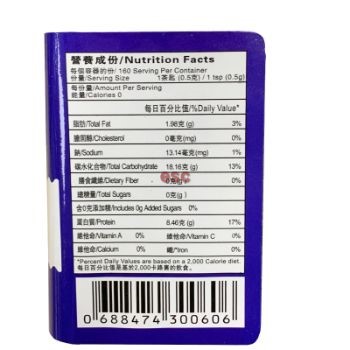 營養成份/Nutrition Facts
每個容器的份/ 160 Serving Per Container
份量/Serving Size 1茶匙 (0.5克) / 1 tsp (0.5g)
每份量/Amount Per Serving
能量/Calories 0
每日百分比值/%Daily Value*
脂肪/Total Fat 1.96克 (g) 3%
膽固醇/Cholesterol 0毫克(mg) 0%
鈉/Sodium 13.14毫克(mg) 1%
碳水化合物/Total Carbohydrate 18.16克 (g) 13%
膳食纖維/Dietary Fiber 0克(g) 0%
總糖量/Total Sugars 0克(g)
含0克添加糖/Includes 0g Added Sugars 0%
蛋白質/Protein 8.46克(g) 17%
維他命/Vitamin A 0% 維他命/Vitamin C 0%
維他命/Calcium 0% 鐵/*Iron 0%
*Percent Daily Values are based on a 2,000 Calorie diet.
每日百分比值是基於2,000卡路里的飲食。
0 688474 300606